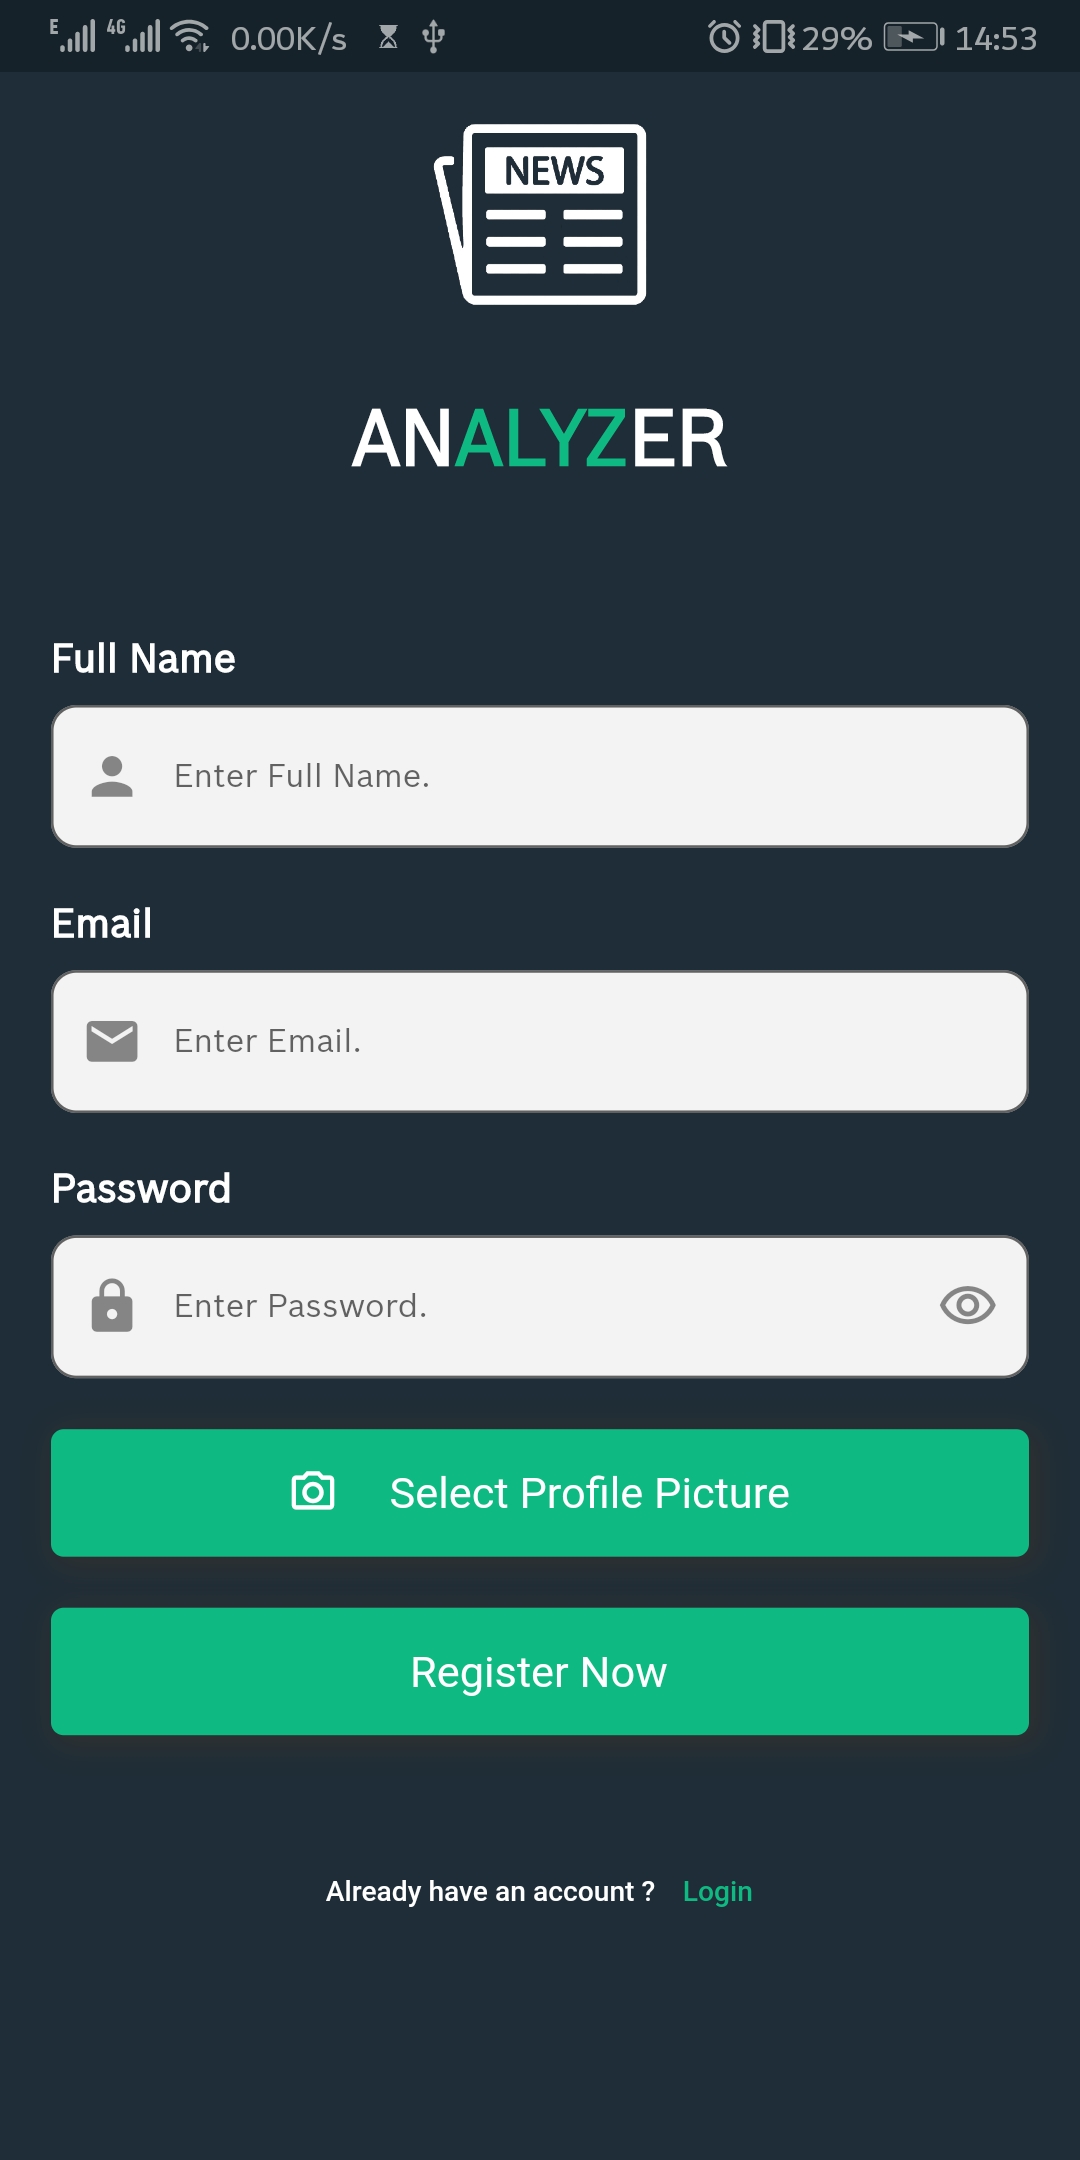 E 4G 0.00K/s 29% 14:53
NEWS
ANALYZER
Full Name
Enter Full Name.
Email
Enter Email.
Password
Enter Password.
Select Profile Picture
Register Now
Already have an account ? Login